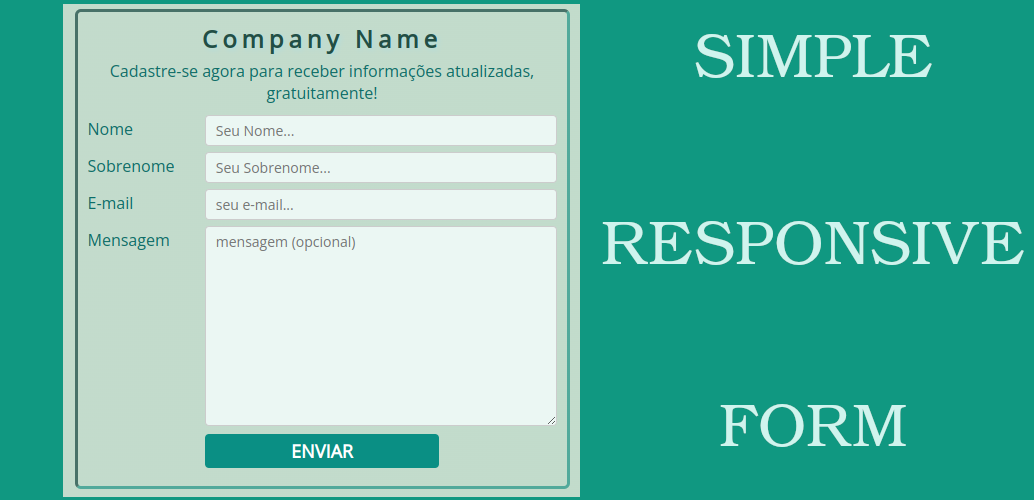 Company Name
Cadastre-se agora para receber informações atualizadas,
gratuitamente!
Nome
Seu Nome...
Sobrenome
Seu Sobrenome...
E-mail
seu e-mail...
Mensagem
mensagem (opcional)
ENVIAR
SIMPLE
RESPONSIVE
FORM